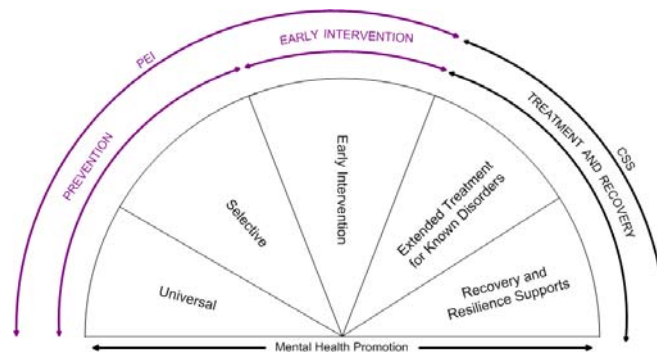 PEI
EARLY INTERVENTION
PREVENTION
TREATMENT AND RECOVERY
CSS
Universal
Selective
Early Intervention
Extended Treatment
for Known Disorders
Recovery and
Resilience Supports
Mental Health Promotion